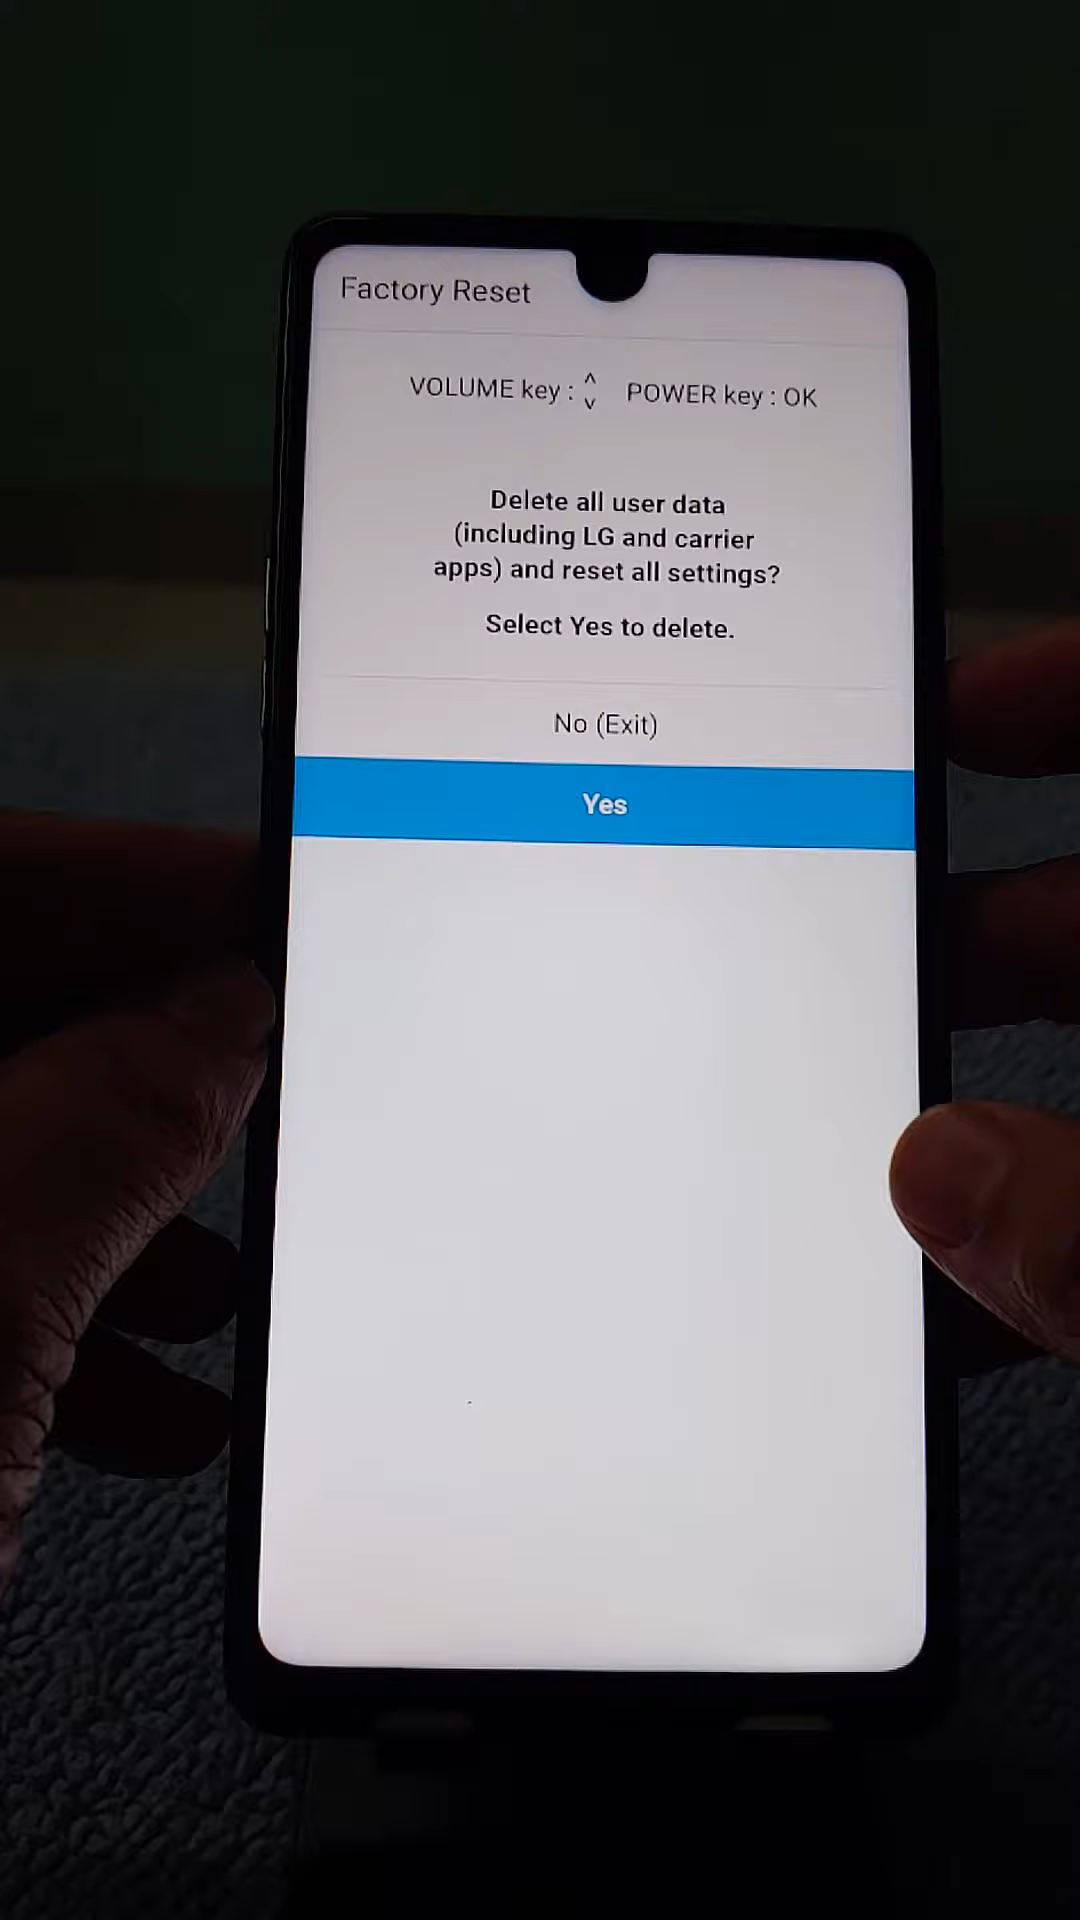 Factory Reset
VOLUME key : ^ v POWER key : OK
Delete all user data
(including LG and carrier
apps) and reset all settings?
Select Yes to delete.
No (Exit)
Yes